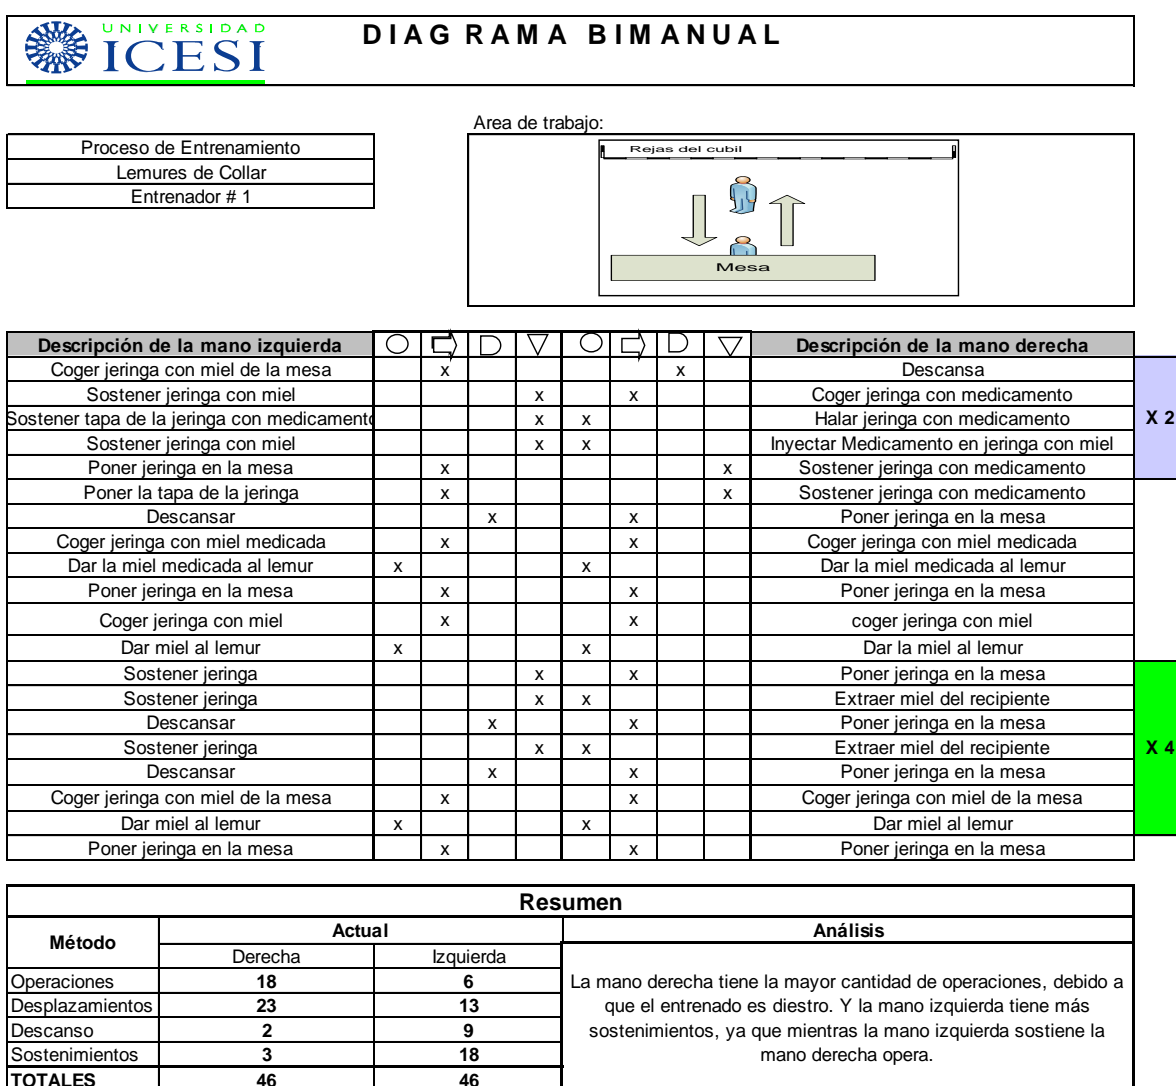 UNIVERSIDAD
ICESI
DIAGRAMA BIMANUAL
Area de trabajo:
Proceso de Entrenamiento
Lemures de Collar
Entrenador # 1
Rejas del cubil
Mesa
Descripción de la mano izquierda Descripción de la mano derecha
Coger jeringa con miel de la mesa x x Descansa
Sostener jeringa con miel x x Coger jeringa con medicamento
Sostener tapa de la jeringa con medicamento x x Halar jeringa con medicamento
X 2
Sostener jeringa con miel x x Inyectar Medicamento en jeringa con miel
Poner jeringa en la mesa x x Sostener jeringa con medicamento
Poner la tapa de la jeringa x x Sostener jeringa con medicamento
Descansar x x Poner jeringa en la mesa
Coger jeringa con miel medicada x x Coger jeringa con miel medicada
Dar la miel medicada al lemur x x Dar la miel medicada al lemur
Poner jeringa en la mesa x x Poner jeringa en la mesa
Coger jeringa con miel x x coger jeringa con miel
Dar miel al lemur x x Dar la miel al lemur
Sostener jeringa x x Poner jeringa en la mesa
Sostener jeringa x x Extraer miel del recipiente
Descansar x x Poner jeringa en la mesa
Sostener jeringa x x Extraer miel del recipiente
X 4
Descansar x x Poner jeringa en la mesa
Coger jeringa con miel de la mesa x x Coger jeringa con miel de la mesa
Dar miel al lemur x x Dar miel al lemur
Poner jeringa en la mesa x x Poner jeringa en la mesa
Resumen
Método Actual Análisis
Derecha Izquierda
Operaciones 18 6
Desplazamientos 23 13
Descanso 2 9
Sostenimientos 3 18
TOTALES 46 46
La mano derecha tiene la mayor cantidad de operaciones, debido a
que el entrenado es diestro. Y la mano izquierda tiene más
sostenimientos, ya que mientras la mano izquierda sostiene la
mano derecha opera.